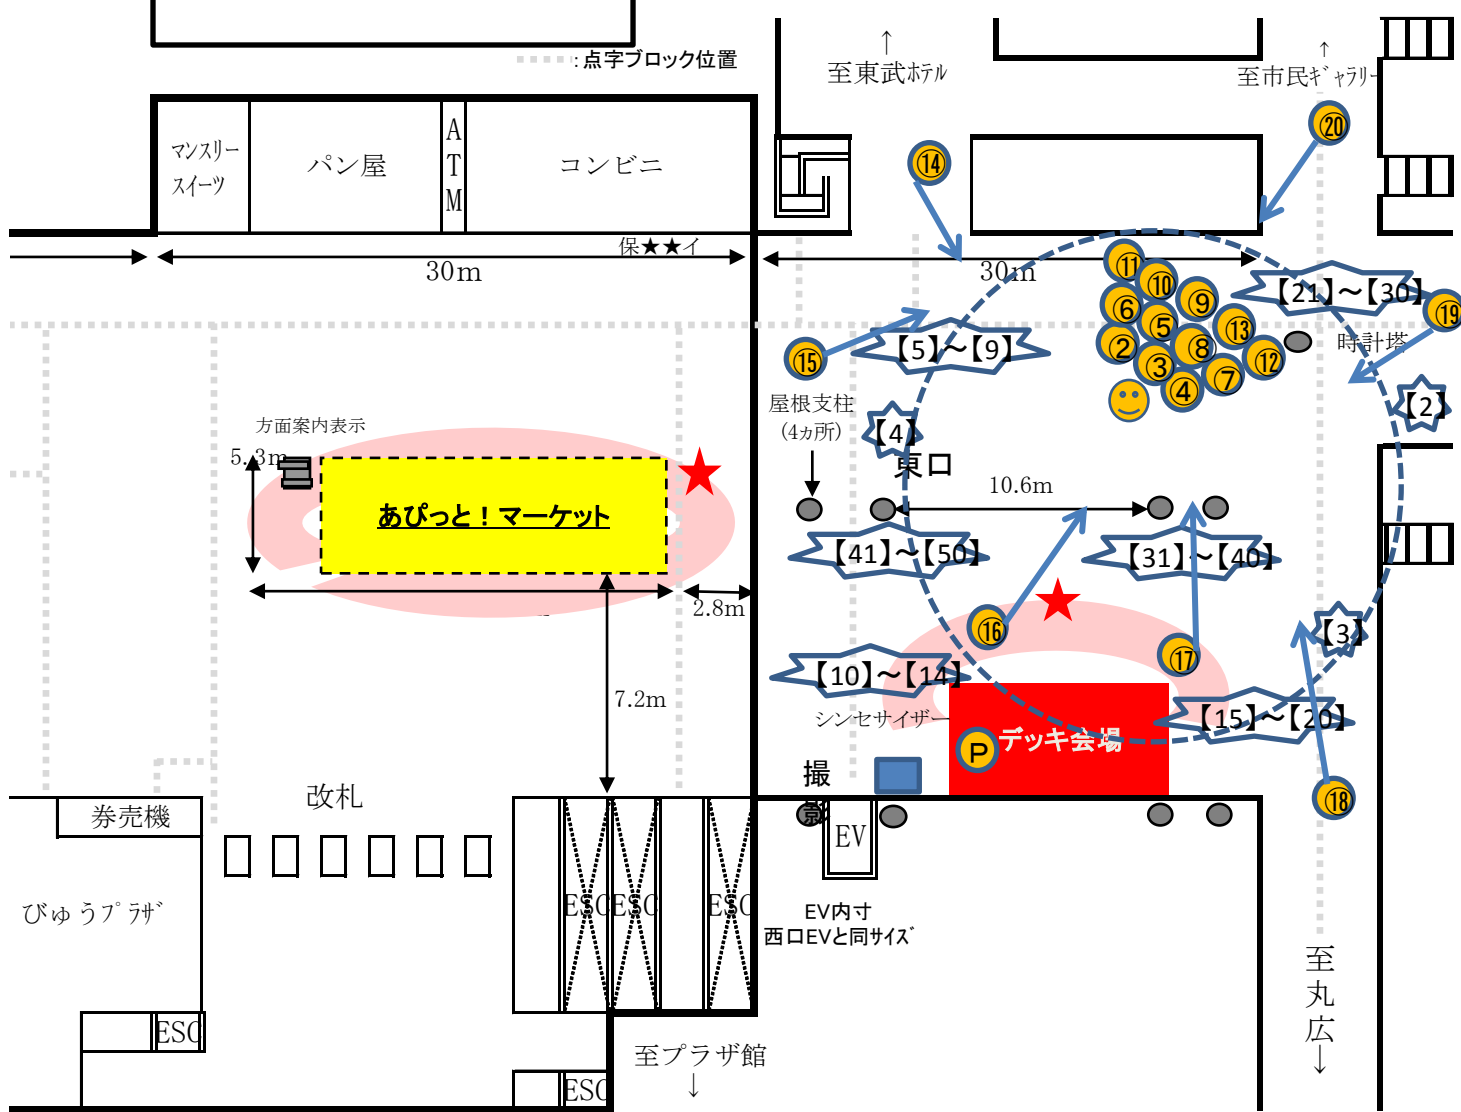 :点字ブロック位置
↑
至東武ホテル
↑
至市民ギャラリー
マンスリー
スイーツ
パン屋
ATM
コンビニ
保★★イ
30m
30m
⑭
⑳
⑪
⑩
⑥
⑨
⑤
⑬
②
⑧
③
⑫
④
⑦
⑮
⑲
【21】～【30】
【5】～【9】
時計塔
【2】
【4】
東口
屋根支柱
(4ヵ所)
方面案内表示
5.3m
あぴっと！マーケット
10.6m
【41】～【50】
【31】～【40】
2.8m
⑯
⑰
【3】
【10】～【14】
7.2m
シンセサイザー
【15】～【20】
P
デッキ会場
撮影
⑱
改札
券売機
EV
びゅうプラザ
ESC
ESC
ESC
EV内寸
西口EVと同サイズ
至丸広
↓
ESC
至プラザ館
↓
ESC